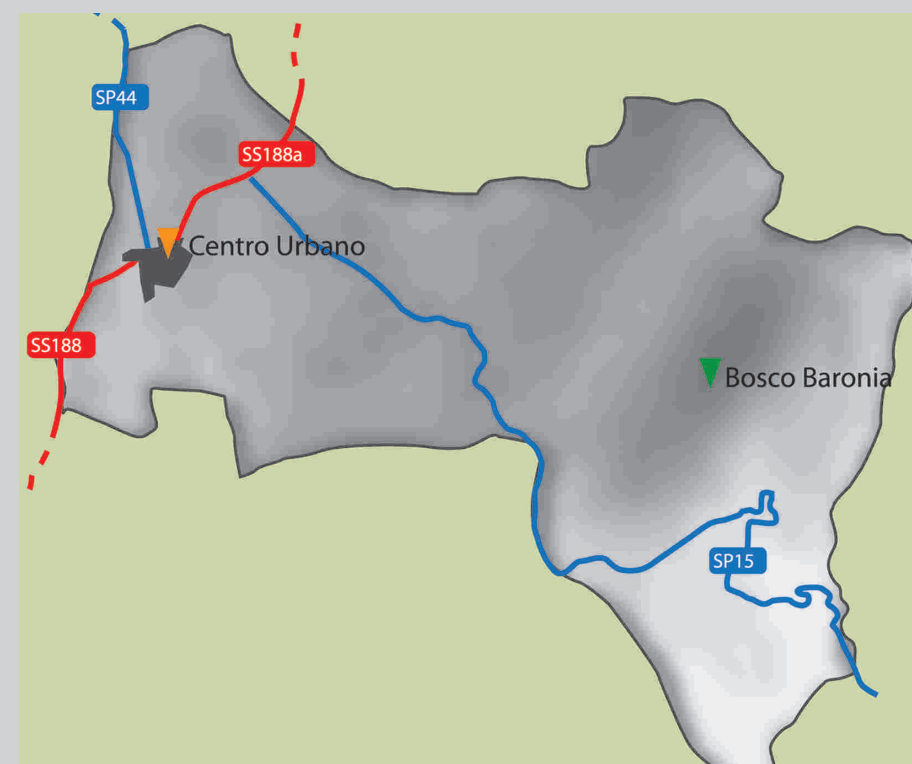 SP44
SS188a
Centro Urbano
SS188
Bosco Baronia
SP15